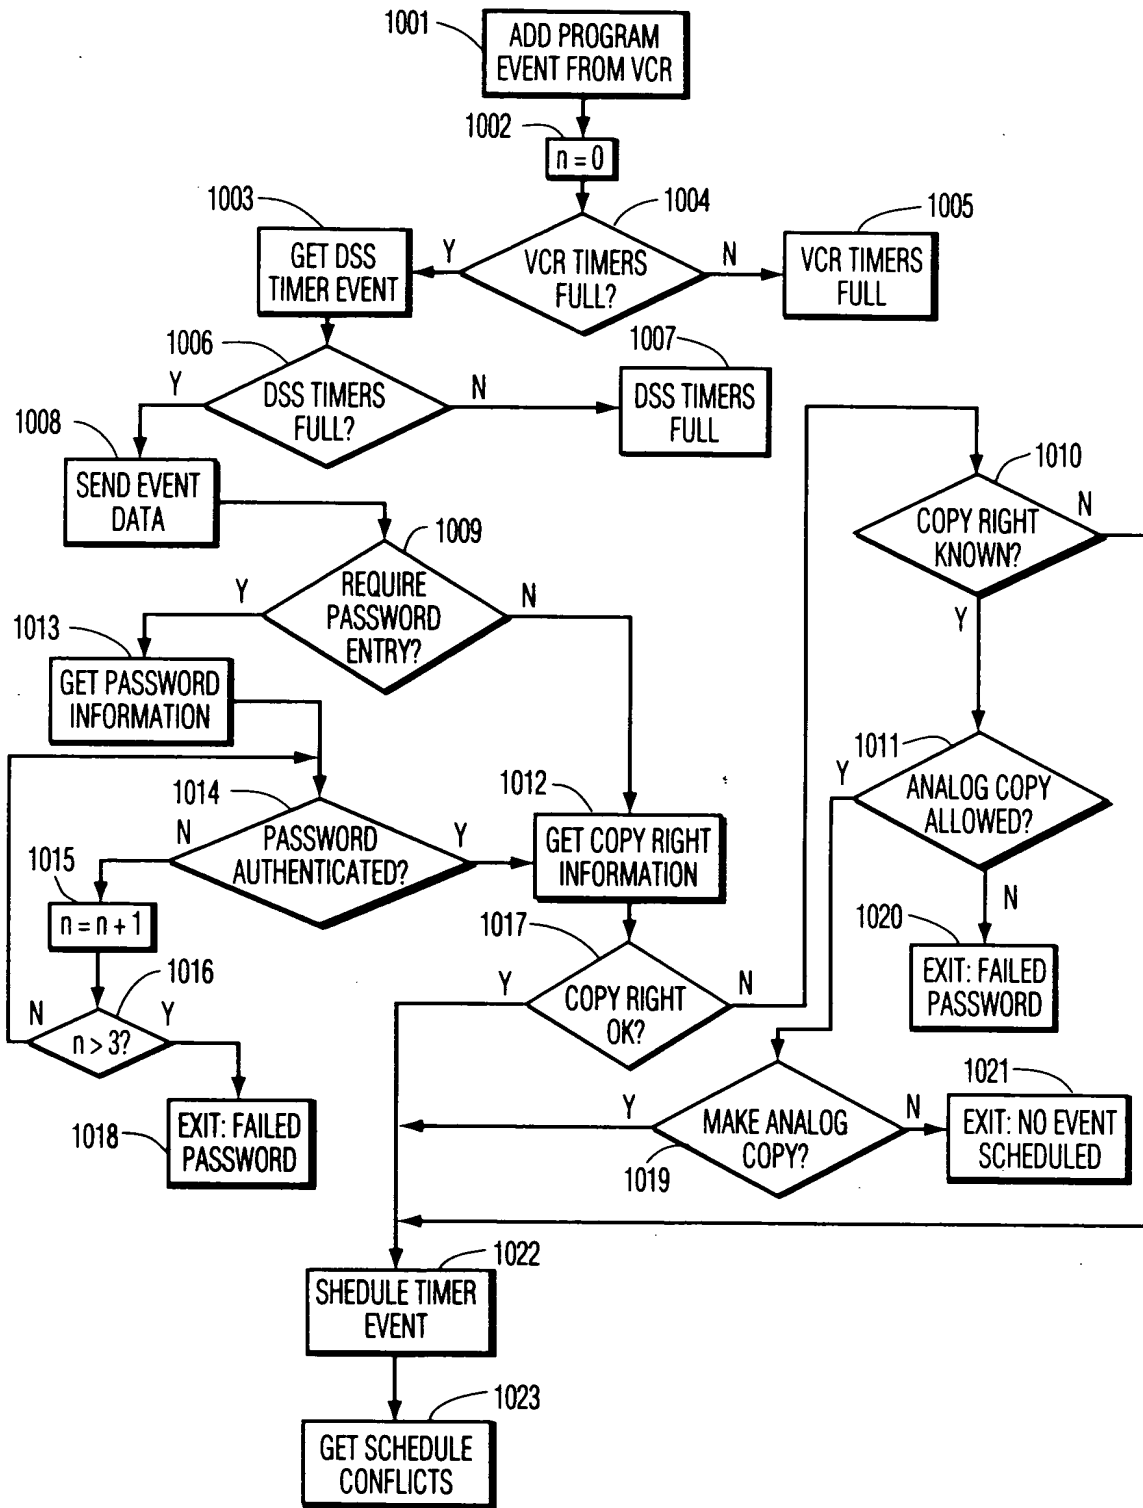 1001
ADD PROGRAM
EVENT FROM VCR
1002
n = 0
1003
1004
1005
GET DSS
TIMER EVENT
Y
VCR TIMERS
FULL?
N
VCR TIMERS
FULL
1006
1007
Y
DSS TIMERS
FULL?
N
DSS TIMERS
FULL
1008
SEND EVENT
DATA
1009
1010
COPY RIGHT
KNOWN?
N
Y
Y
REQUIRE
PASSWORD
ENTRY?
N
1013
GET PASSWORD
INFORMATION
1011
Y
ANALOG COPY
ALLOWED?
N
1014
N
PASSWORD
AUTHENTICATED?
Y
1012
GET COPY RIGHT
INFORMATION
1015
n = n + 1
1016
N
n > 3?
Y
1017
Y
COPY RIGHT
OK?
N
1020
EXIT: FAILED
PASSWORD
1018
EXIT: FAILED
PASSWORD
Y
MAKE ANALOG
COPY?
N
1019
1021
EXIT: NO EVENT
SCHEDULED
1022
SHEDULE TIMER
EVENT
1023
GET SCHEDULE
CONFLICTS